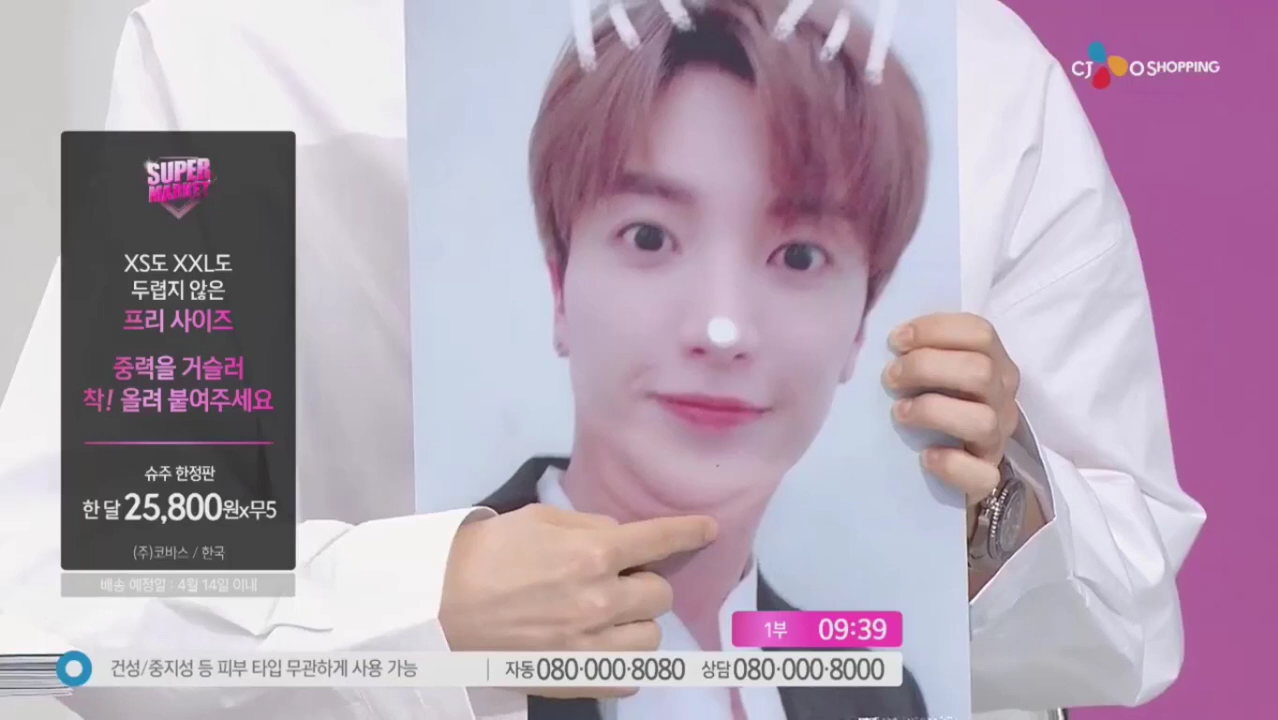 CJ O SHOPPING
SUPER
MARKET
XS도 XXL도
두렵지 않은
프리 사이즈
중력을 거슬러
착! 올려 붙여주세요
슈주 한정판
한 달 25,800원x무5
(주)코바스 / 한국
배송 예정일 : 4월 14일 이내
1부 09:39
건성/중지성 등 피부 타입 무관하게 사용 가능
자동 080·000·8080 상담 080·000·8000